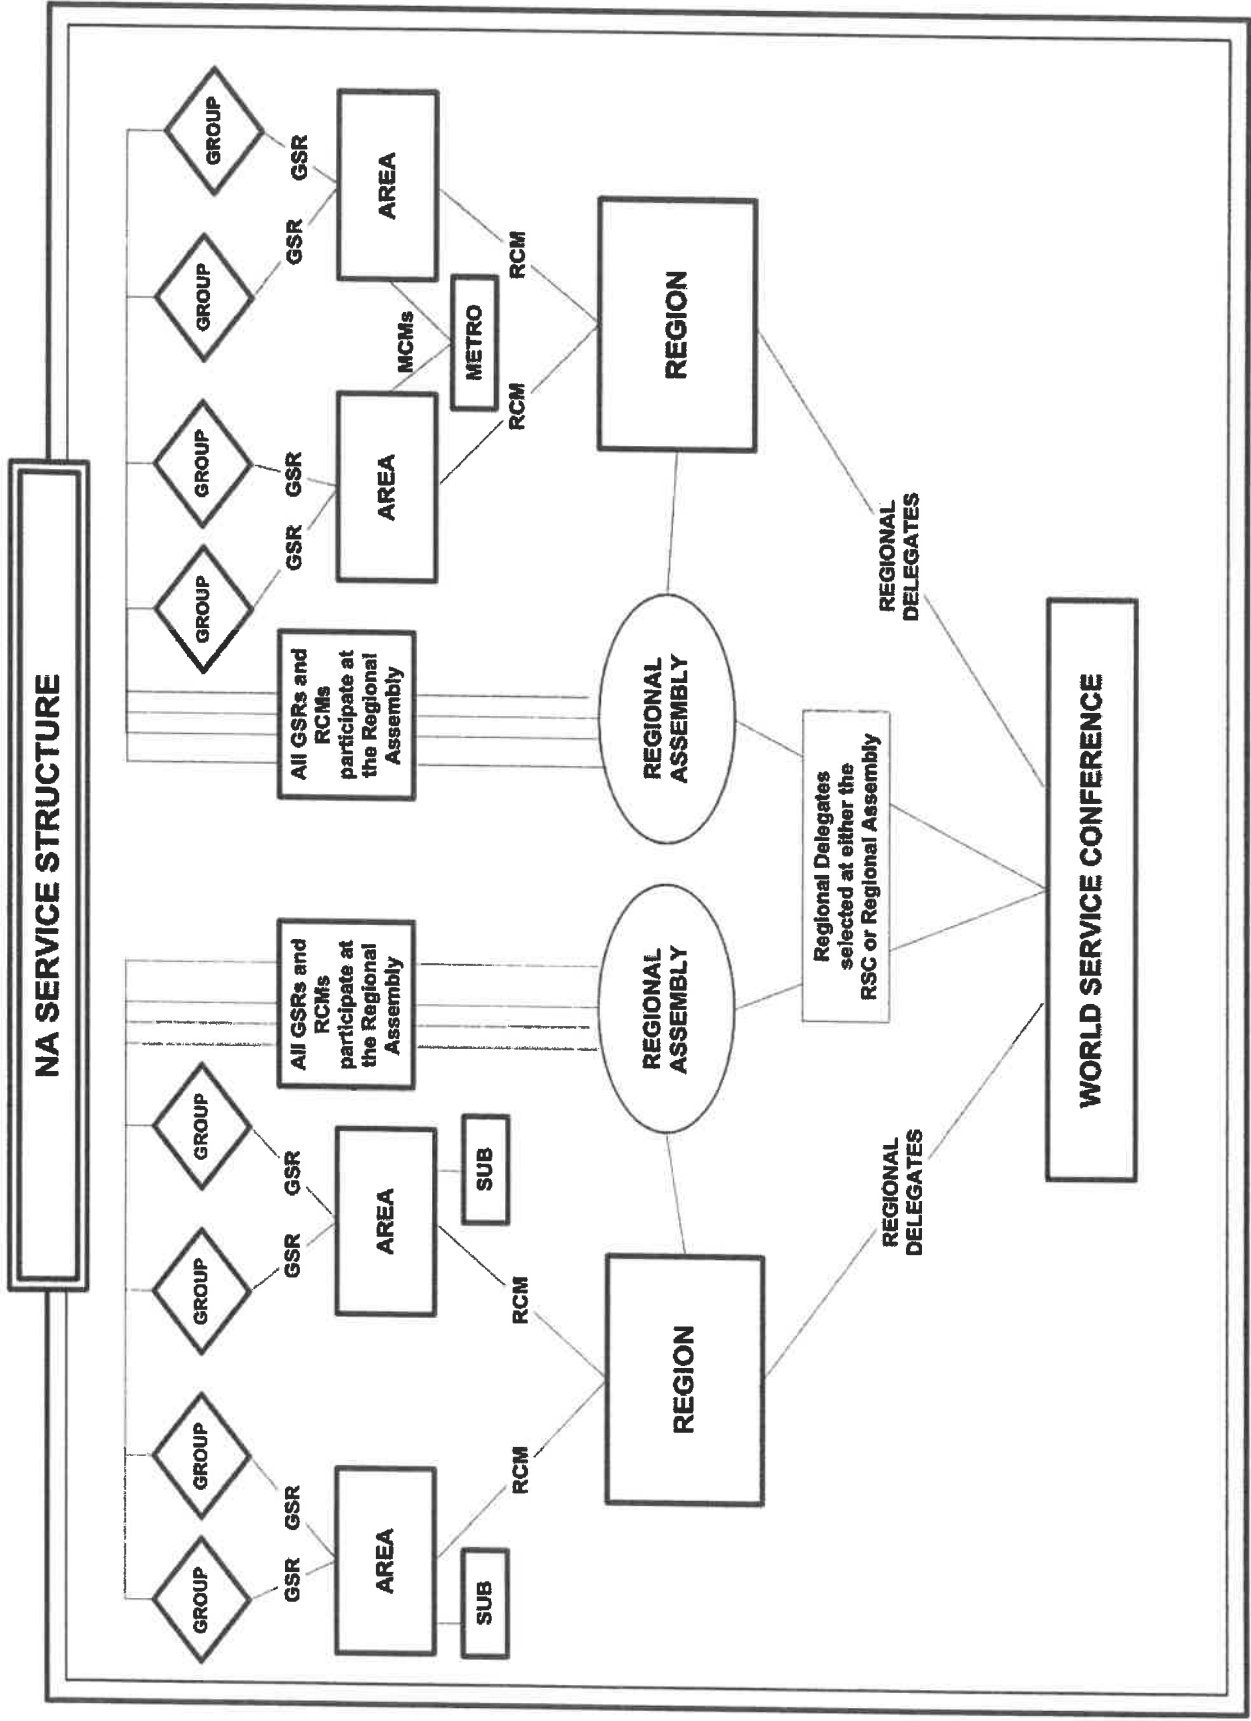 NA SERVICE STRUCTURE
GROUP
GROUP
GROUP
GROUP
GROUP
GROUP
GROUP
GROUP
GSR
GSR
GSR
GSR
GSR
GSR
GSR
GSR
All GSRs and
RCMs
participate at
the Regional
Assembly
All GSRs and
RCMs
participate at
the Regional
Assembly
AREA
AREA
AREA
AREA
MCMs
SUB
SUB
METRO
RCM
RCM
RCM
RCM
REGION
REGIONAL
ASSEMBLY
REGIONAL
ASSEMBLY
REGION
Regional Delegates
selected at either the
RSC or Regional Assembly
REGIONAL
DELEGATES
REGIONAL
DELEGATES
WORLD SERVICE CONFERENCE